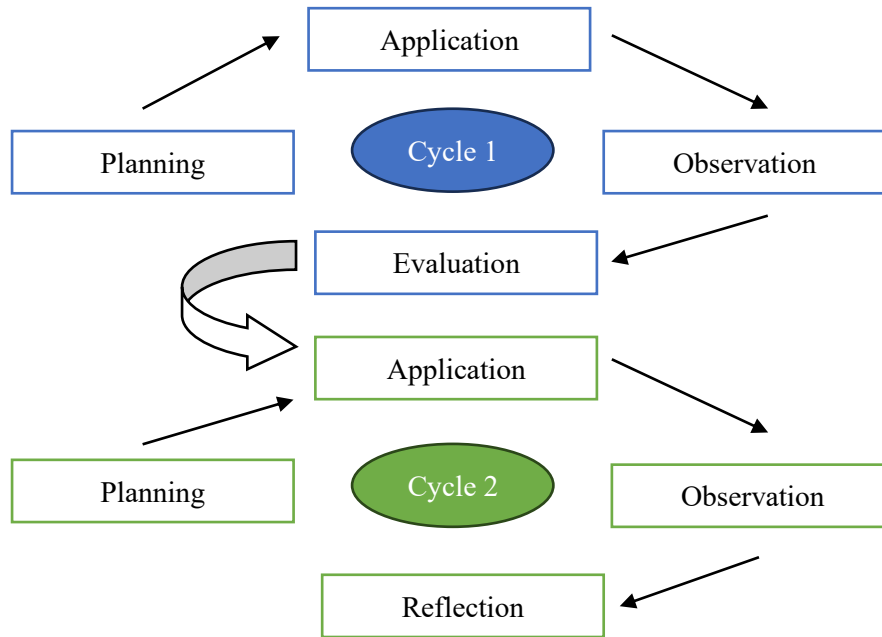 Application
Planning
Cycle 1
Observation
Evaluation
Application
Planning
Cycle 2
Observation
Reflection